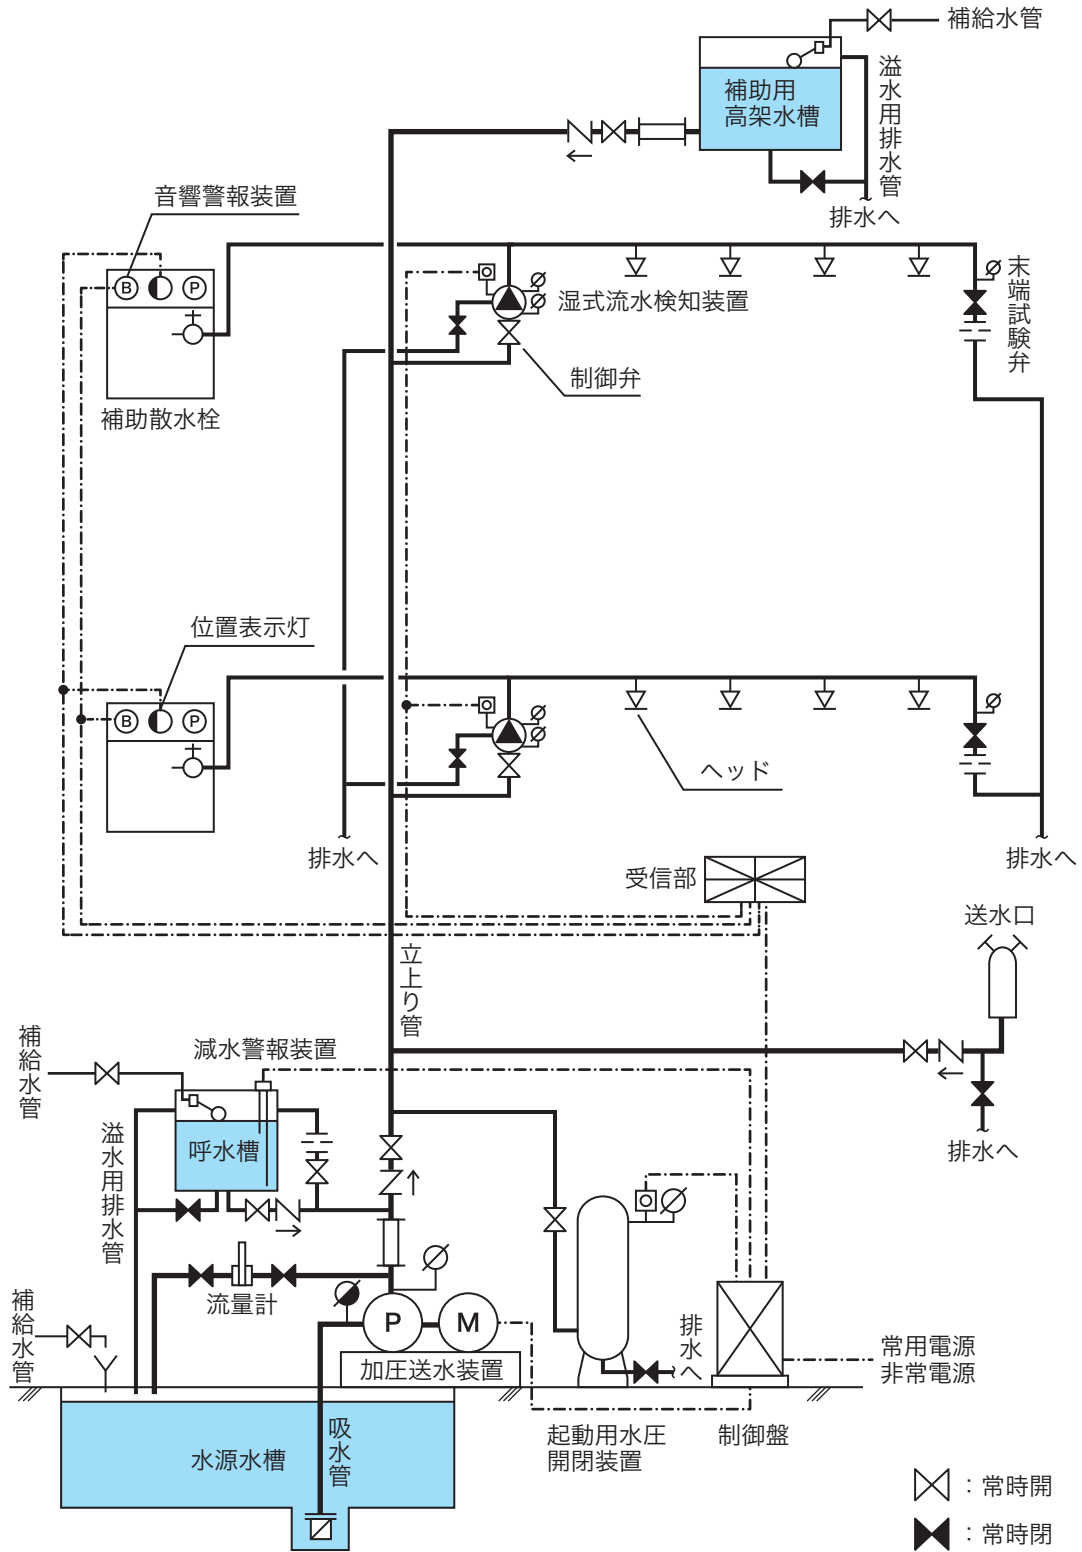 補給水管
補助用
高架水槽
溢水用排水管
排水へ
音響警報装置
B
P
補助散水栓
湿式流水検知装置
制御弁
末端試験弁
位置表示灯
B
P
ヘッド
排水へ
排水へ
受信部
送水口
立上り管
補給水管
減水警報装置
呼水槽
溢水用排水管
排水へ
流量計
補給水管
P
M
加圧送水装置
排水へ
常用電源
非常電源
水源水槽
吸水管
起動用水圧
開閉装置
制御盤
：常時開
：常時閉